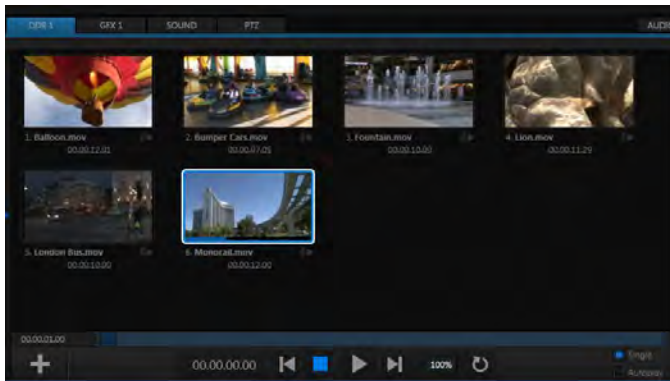 DDR 1 GFX 1 SOUND PTZ AUDIO
1. Balloon.mov 2. Bumper Cars.mov 3. Fountain.mov 4. Lion.mov
00.00.12.01 00.00.07.05 00.00.10.00 00.00.11.29
5. London Bus.mov 6. Monorail.mov
00.00.10.00 00.00.12.00
00.00.01.00
00.00.00.00 100% Single
Autoplay